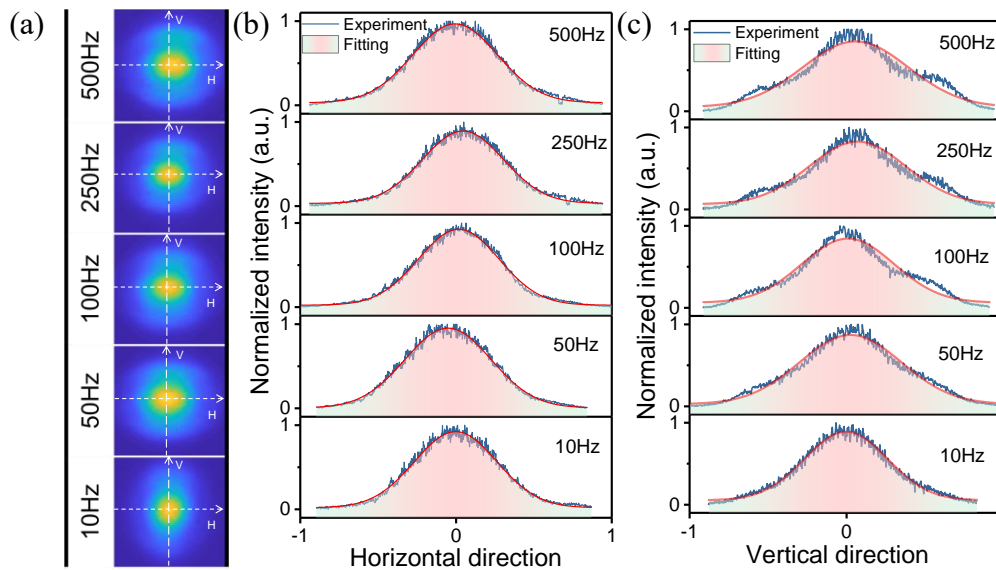 (a)
500Hz
V
H
250Hz
V
H
100Hz
V
H
50Hz
V
H
10Hz
V
H
(b)
Normalized intensity (a.u.)
Experiment
Fitting
500Hz
1
0
250Hz
1
0
100Hz
1
0
50Hz
1
0
10Hz
1
0
-1 0 1
Horizontal direction
(c)
Normalized intensity (a.u.)
Experiment
Fitting
500Hz
1
0
250Hz
1
0
100Hz
1
0
50Hz
1
0
10Hz
1
0
-1 0
Vertical direction